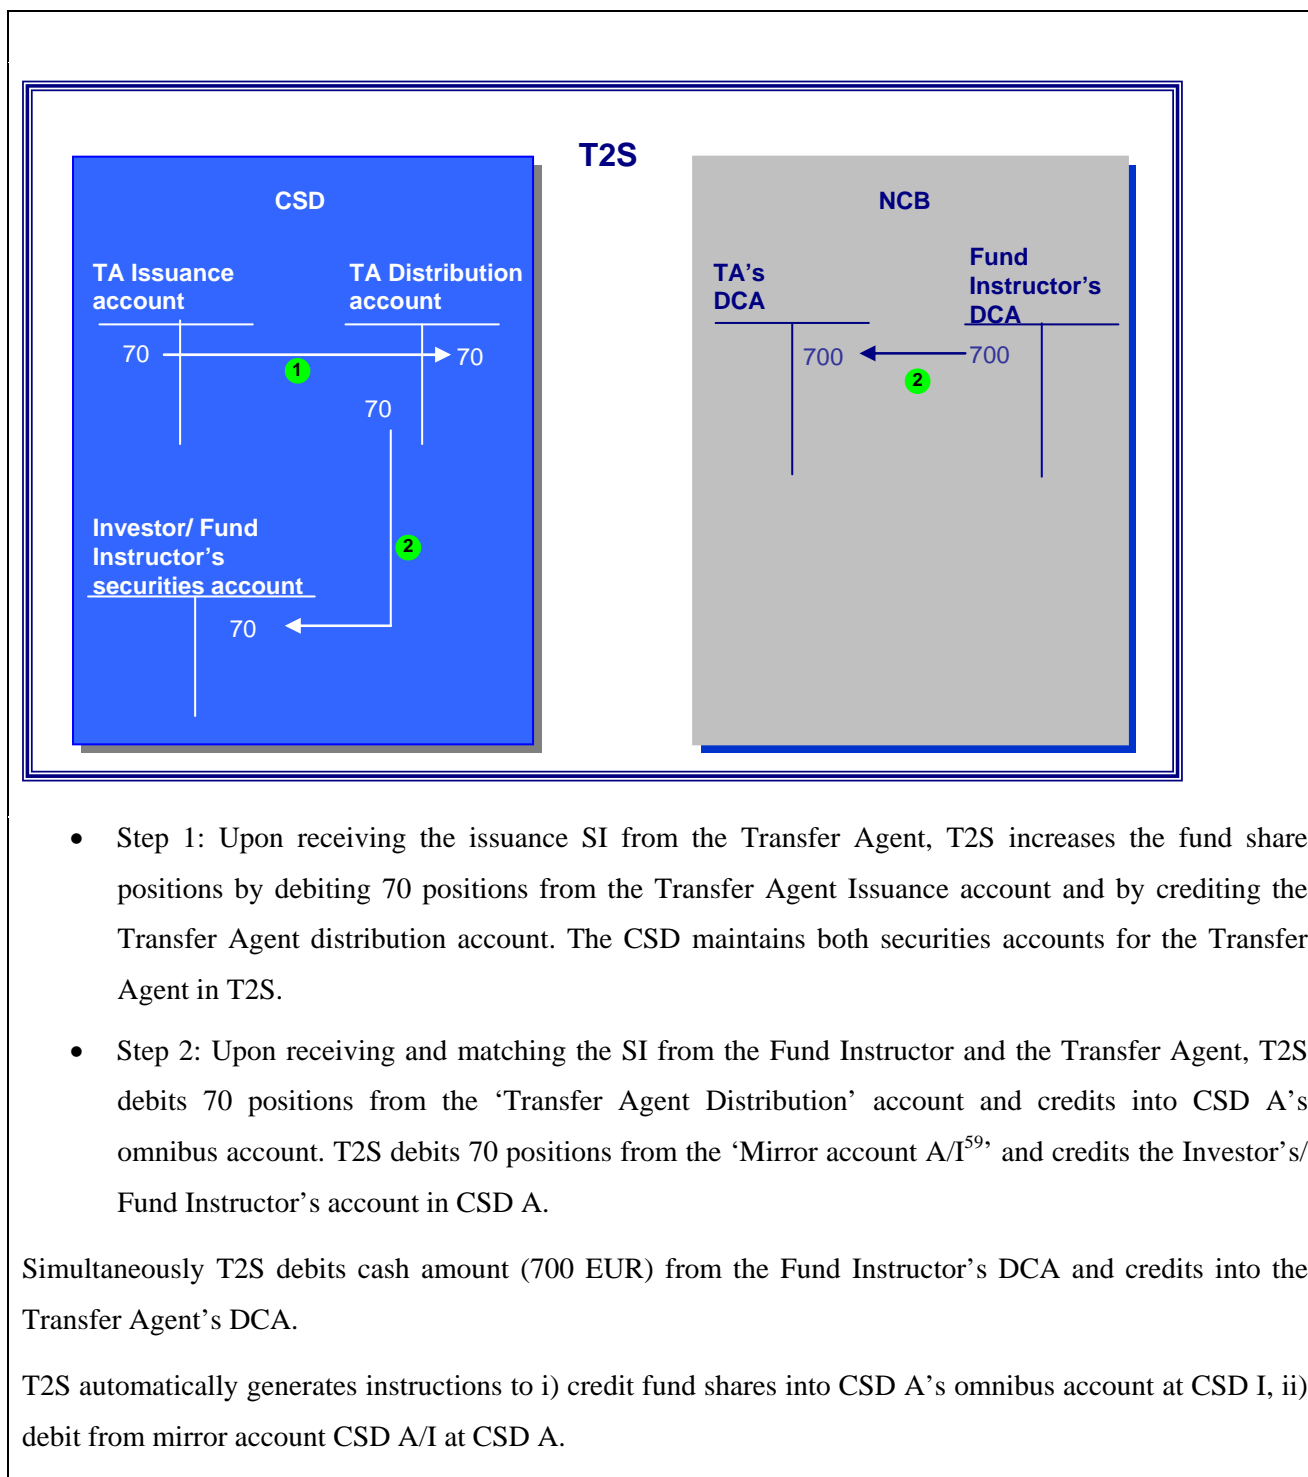 T2S
CSD
TA Issuance
account
TA Distribution
account
70
1
70
70
2
Investor/ Fund
Instructor’s
securities account
70
NCB
TA’s
DCA
Fund
Instructor’s
DCA
700
2
700
• Step 1: Upon receiving the issuance SI from the Transfer Agent, T2S increases the fund share
positions by debiting 70 positions from the Transfer Agent Issuance account and by crediting the
Transfer Agent distribution account. The CSD maintains both securities accounts for the Transfer
Agent in T2S.
• Step 2: Upon receiving and matching the SI from the Fund Instructor and the Transfer Agent, T2S
debits 70 positions from the ‘Transfer Agent Distribution’ account and credits into CSD A’s
omnibus account. T2S debits 70 positions from the ‘Mirror account A/I59’ and credits the Investor’s/
Fund Instructor’s account in CSD A.
Simultaneously T2S debits cash amount (700 EUR) from the Fund Instructor’s DCA and credits into the
Transfer Agent’s DCA.
T2S automatically generates instructions to i) credit fund shares into CSD A’s omnibus account at CSD I, ii)
debit from mirror account CSD A/I at CSD A.